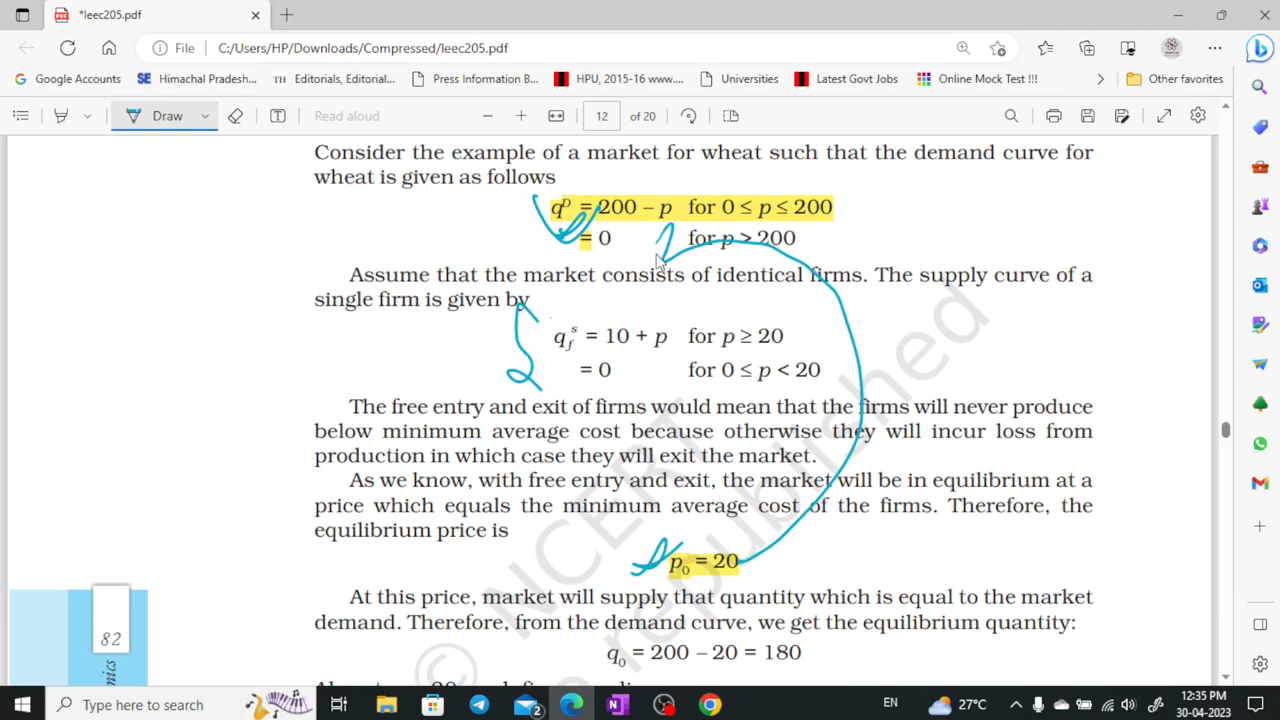 *leec205.pdf
File C:/Users/HP/Downloads/Compressed/leec205.pdf
Google Accounts Himachal Pradesh... Editorials, Editorial... Press Information B... HPU, 2015-16 www.... Universities Latest Govt Jobs Online Mock Test !!! Other favorites
Draw Read aloud 12 of 20
Consider the example of a market for wheat such that the demand curve for
wheat is given as follows
qᴰ = 200 – p for 0 ≤ p ≤ 200
= 0 for p > 200
Assume that the market consists of identical firms. The supply curve of a
single firm is given by
q_f^s = 10 + p for p ≥ 20
= 0 for 0 ≤ p < 20
The free entry and exit of firms would mean that the firms will never produce
below minimum average cost because otherwise they will incur loss from
production in which case they will exit the market.
As we know, with free entry and exit, the market will be in equilibrium at a
price which equals the minimum average cost of the firms. Therefore, the
equilibrium price is
p₀ = 20
At this price, market will supply that quantity which is equal to the market
demand. Therefore, from the demand curve, we get the equilibrium quantity:
82
q₀ = 200 – 20 = 180
© NCERT
republished
Type here to search
2
27°C
EN
12:35 PM
30-04-2023